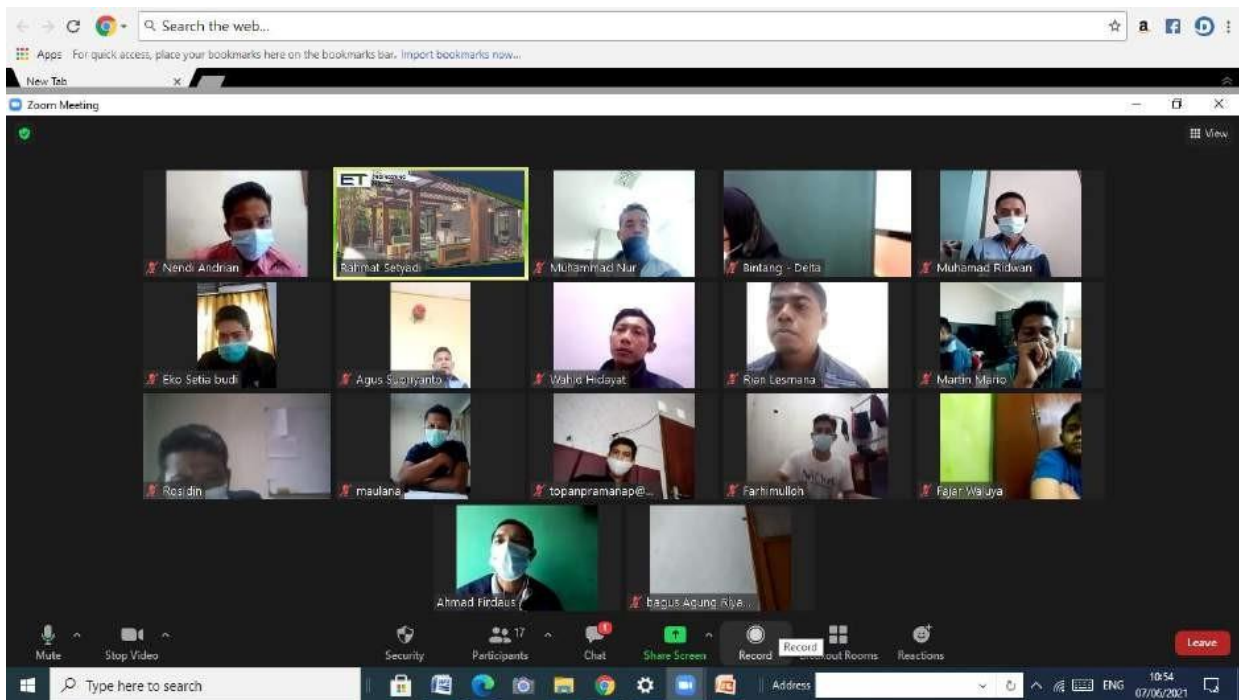 Search the web...
Apps For quick access, place your bookmarks here on the bookmarks bar. Import bookmarks now...
New Tab
Zoom Meeting
View
ET
Nendi Andrian
Rahmat Setyadi
Muhammad Nur
Bintang - Delta
Muhamad Ridwan
Eko Setia budi
Agus Supriyanto
Wahid Hidayat
Rian Lesmana
Martin Mario
Rosidin
maulana
topanpramanap@...
Farhimulloh
Fajar Waluya
Ahmad Firdaus
bagus Agung Riya...
Mute
Stop Video
Security
17
Participants
1
Chat
Share Screen
Record
Record
Rooms
Reactions
Leave
Type here to search
Address
ENG
10:54
07/06/2021